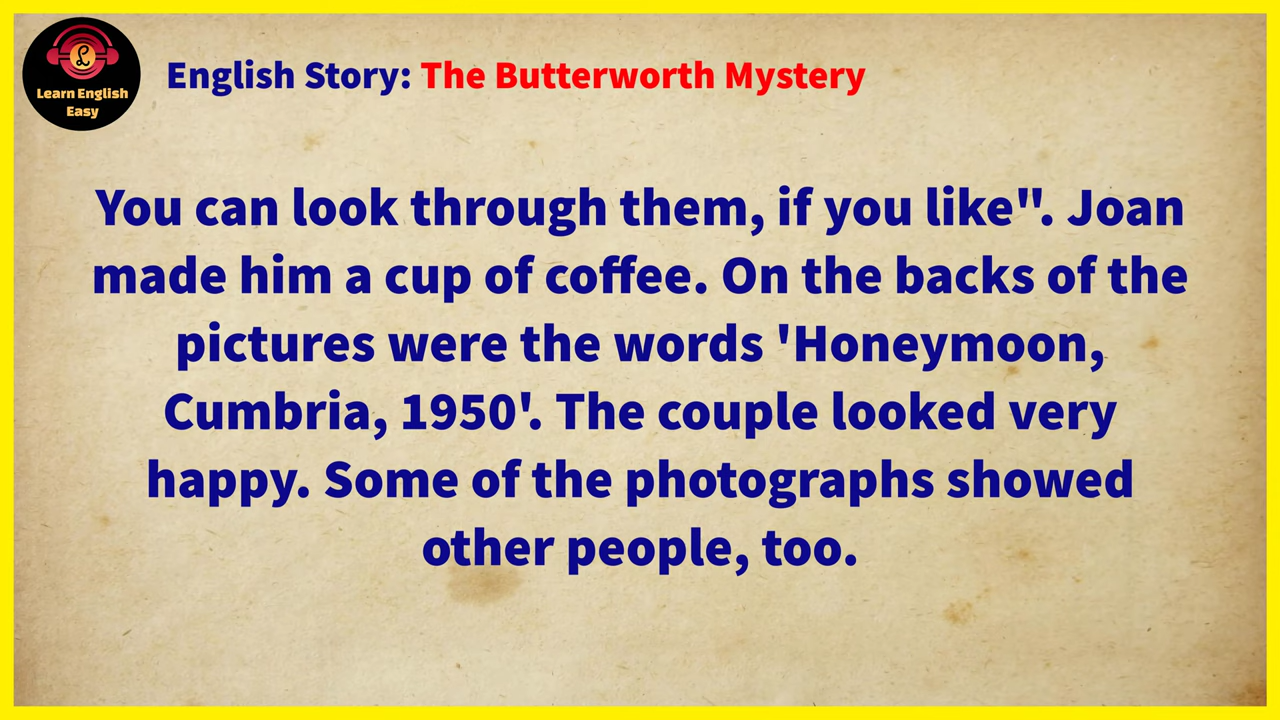 Learn English
Easy
English Story: The Butterworth Mystery
You can look through them, if you like". Joan
made him a cup of coffee. On the backs of the
pictures were the words 'Honeymoon,
Cumbria, 1950'. The couple looked very
happy. Some of the photographs showed
other people, too.